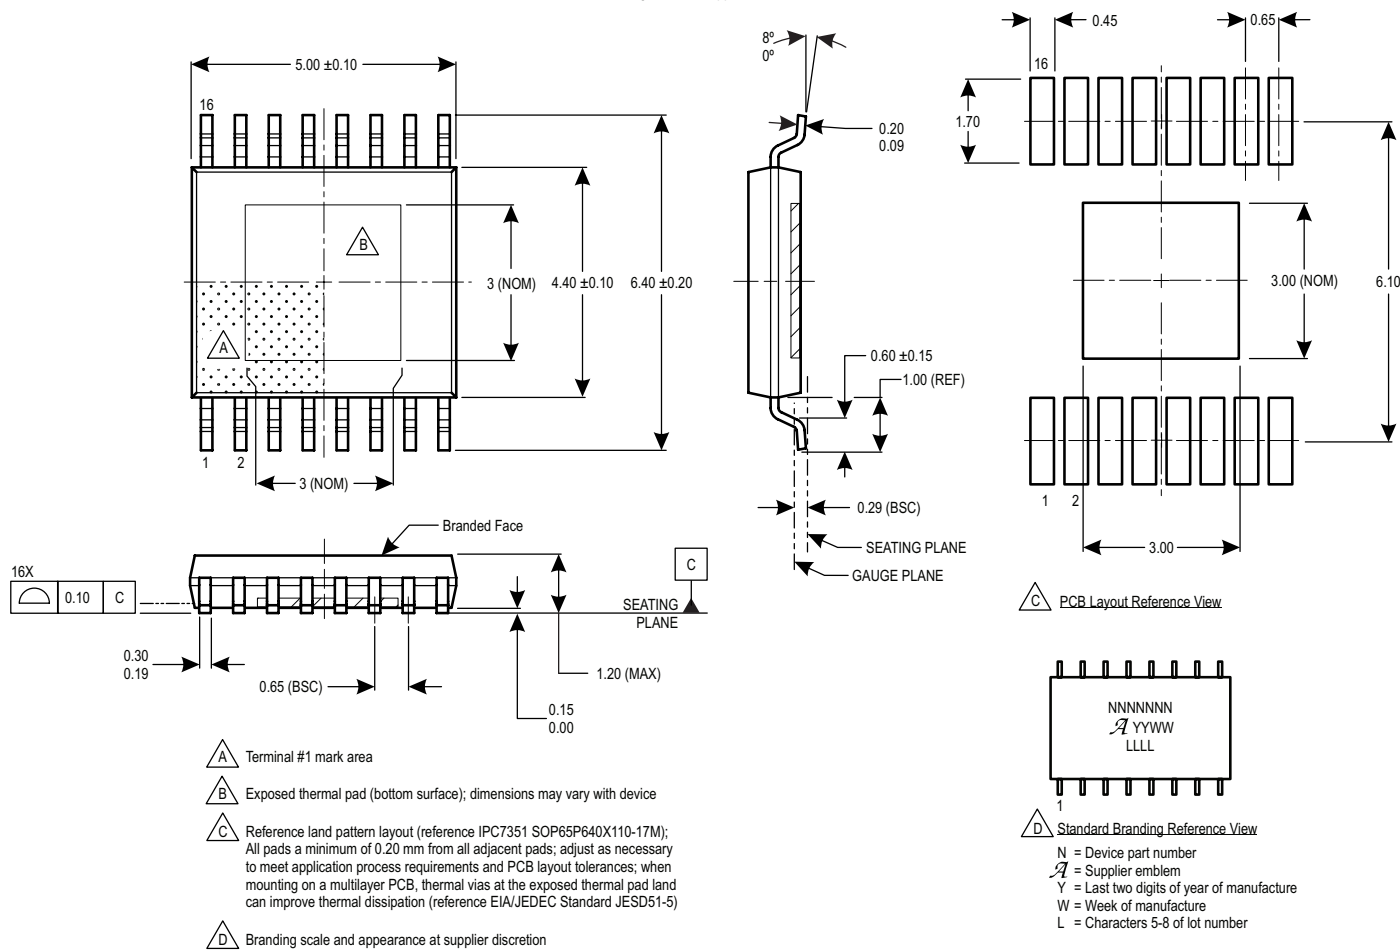 5.00 ±0.10
16
3 (NOM)
4.40 ±0.10
6.40 ±0.20
B
A
1
2
3 (NOM)
8º
0º
0.20
0.09
0.60 ±0.15
1.00 (REF)
0.29 (BSC)
SEATING PLANE
GAUGE PLANE
0.45
0.65
16
1.70
3.00 (NOM)
6.10
1
2
3.00
C
PCB Layout Reference View
Branded Face
16X
0.10
C
C
SEATING
PLANE
0.30
0.19
0.65 (BSC)
1.20 (MAX)
0.15
0.00
NNNNNNN
A YYWW
LLLL
1
D
Standard Branding Reference View
N = Device part number
A = Supplier emblem
Y = Last two digits of year of manufacture
W = Week of manufacture
L = Characters 5-8 of lot number
A Terminal #1 mark area
B Exposed thermal pad (bottom surface); dimensions may vary with device
C Reference land pattern layout (reference IPC7351 SOP65P640X110-17M);
All pads a minimum of 0.20 mm from all adjacent pads; adjust as necessary
to meet application process requirements and PCB layout tolerances; when
mounting on a multilayer PCB, thermal vias at the exposed thermal pad land
can improve thermal dissipation (reference EIA/JEDEC Standard JESD51-5)
D Branding scale and appearance at supplier discretion